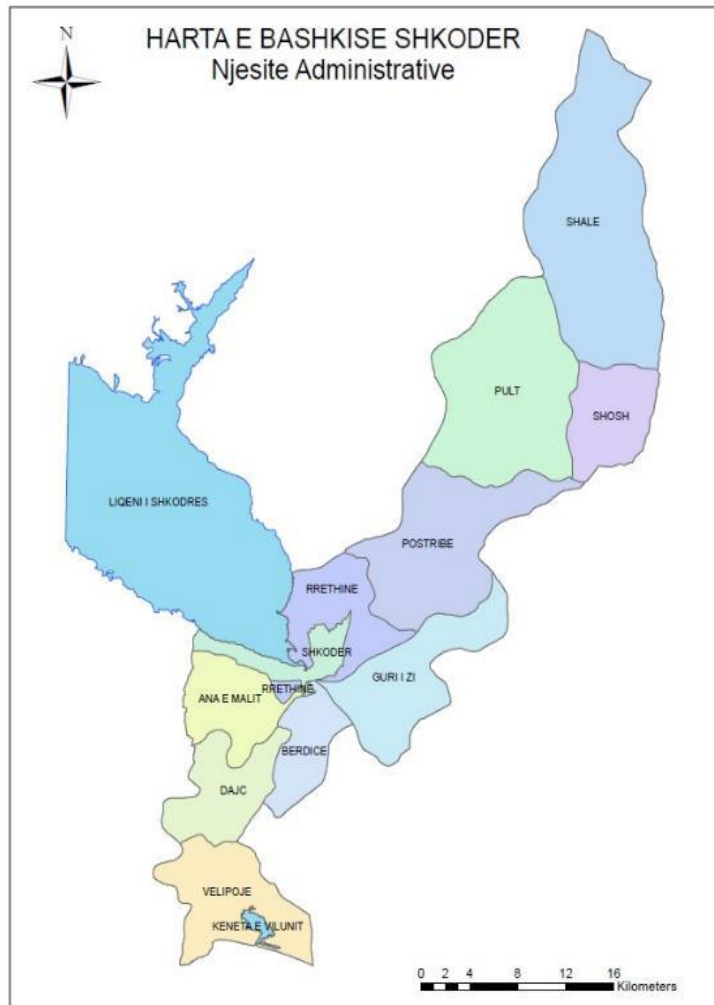 N
HARTA E BASHKISE SHKODER
Njesite Administrative
SHALE
PULT
SHOSH
LIQENI I SHKODRES
POSTRIBE
RRETHINE
SHKODER
GURI I ZI
RRETHINE
ANA E MALIT
BERDICE
DAJC
VELIPOJE
KENETA E VILUNIT
0 2 4 8 12 16
Kilometers